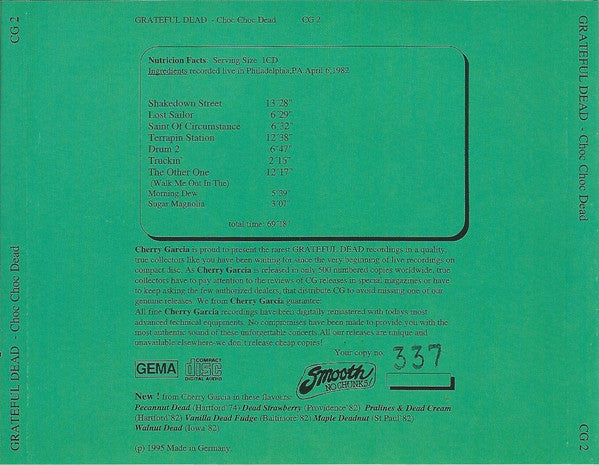 GRATEFUL DEAD - Choc Choc Dead CG 2
Nutricion Facts Serving Size 1CD
Ingredients recorded live in Philadelphia,PA April 6,1982
Shakedown Street 13'28"
Lost Sailor 6'29"
Saint Of Circumstance 6'32"
Terrapin Station 12'38"
Drum 2 6'47"
Truckin' 2'15"
The Other One 12'17"
(Walk Me Out In The)
Morning Dew 5'39"
Sugar Magnolia 3'07"
total time: 69'18"
Cherry Garcia is proud to present the rarest GRATEFUL DEAD recordings in a quality,
true collectors like you have been waiting for since the very beginning of live recordings on
compact disc. As Cherry Garcia is released in only 500 numbered copies worldwide, true
collectors have to pay attention to the reviews of CG releases in special magazines or have
to keep asking the few authorized dealers, that distribute CG to avoid missing one of our
genuine releases. We from Cherry Garcia guarantee:
All fine Cherry Garcia recordings have been digitally remastered with todays most
advanced technical equipments. No compromises have been made to provide you with the
most authentic sound of these unforgettable concerts. All our releases are unique and
unavailable elsewhere-we don't release cheap copies!
Your copy no. 337
GEMA COMPACT disc DIGITAL AUDIO
Smooth NO CHUNKS!
New ! from Cherry Garcia in these flavours:
Pecannut Dead (Hartford'74) Dead Strawberry (Providence'82) Pralines & Dead Cream
(Hartford'82) Vanilla Dead Fudge (Baltimore'82) Maple Deadnut (St.Paul'82)
Walnut Dead (Iowa'82)
(p) 1995 Made in Germany
GRATEFUL DEAD - Choc Choc Dead CG 2
GRATEFUL DEAD - Choc Choc Dead CG 2